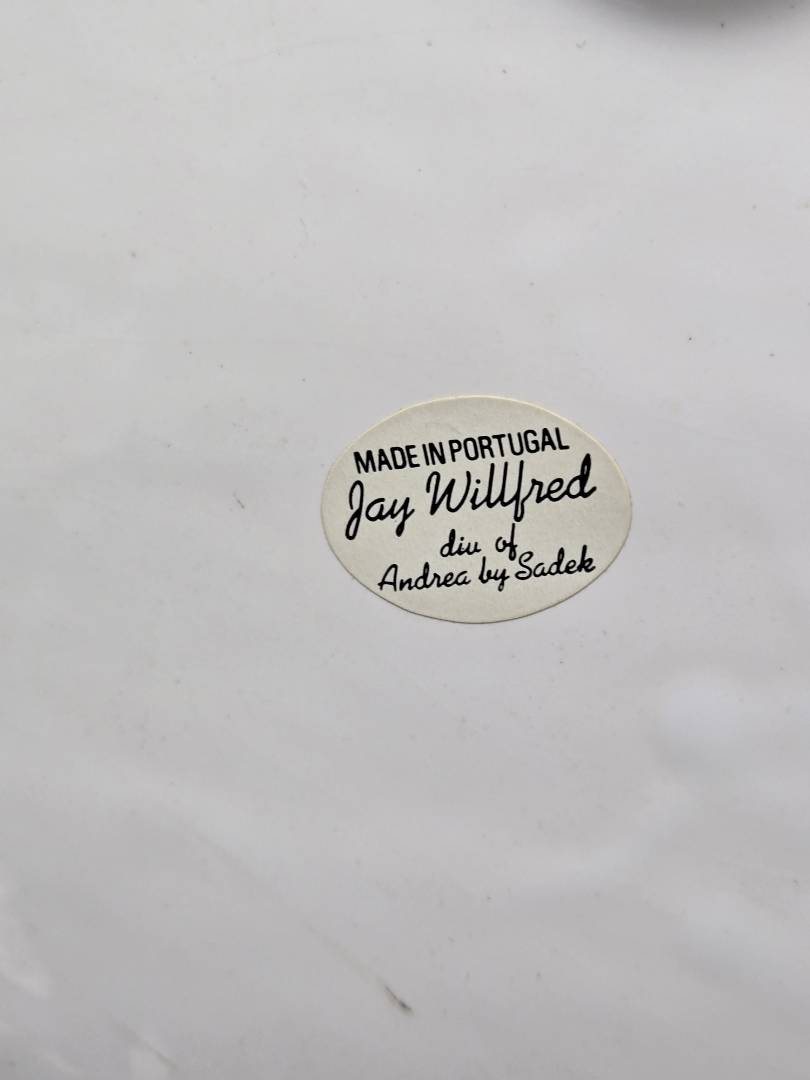 MADE IN PORTUGAL
Jay Willfred
div of
Andrea by Sadek